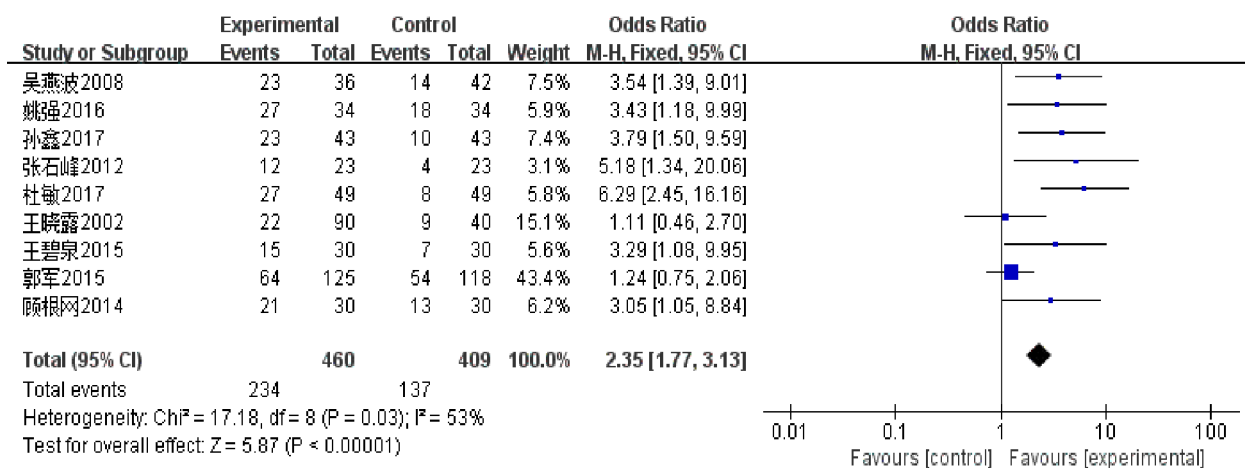 Experimental Control Odds Ratio Odds Ratio
Study or Subgroup Events Total Events Total Weight M-H, Fixed, 95% CI M-H, Fixed, 95% CI
吴燕波2008 23 36 14 42 7.5% 3.54 [1.39, 9.01]
姚强2016 27 34 18 34 5.9% 3.43 [1.18, 9.99]
孙鑫2017 23 43 10 43 7.4% 3.79 [1.50, 9.59]
张石峰2012 12 23 4 23 3.1% 5.18 [1.34, 20.06]
杜敏2017 27 49 8 49 5.8% 6.29 [2.45, 16.16]
王晓露2002 22 90 9 40 15.1% 1.11 [0.46, 2.70]
王碧泉2015 15 30 7 30 5.6% 3.29 [1.08, 9.95]
郭军2015 64 125 54 118 43.4% 1.24 [0.75, 2.06]
顾根网2014 21 30 13 30 6.2% 3.05 [1.05, 8.84]
Total (95% CI) 460 409 100.0% 2.35 [1.77, 3.13]
Total events 234 137
Heterogeneity: Chi² = 17.18, df = 8 (P = 0.03); I² = 53%
Test for overall effect: Z = 5.87 (P < 0.00001)
0.01 0.1 1 10 100
Favours [control] Favours [experimental]